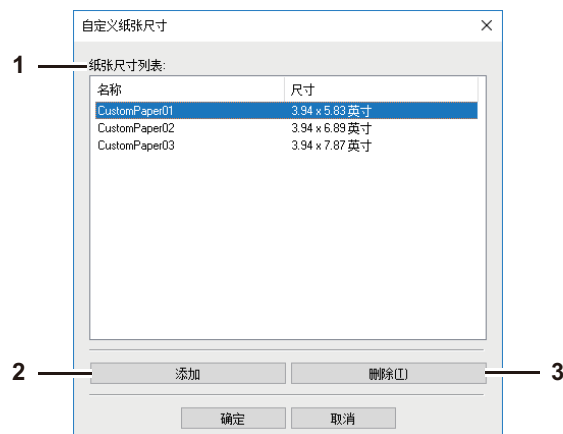 自定义纸张尺寸
1
纸张尺寸列表:
名称 尺寸
CustomPaper01 3.94 x 5.83 英寸
CustomPaper02 3.94 x 6.89 英寸
CustomPaper03 3.94 x 7.87 英寸
2 添加 删除(T) 3
确定 取消